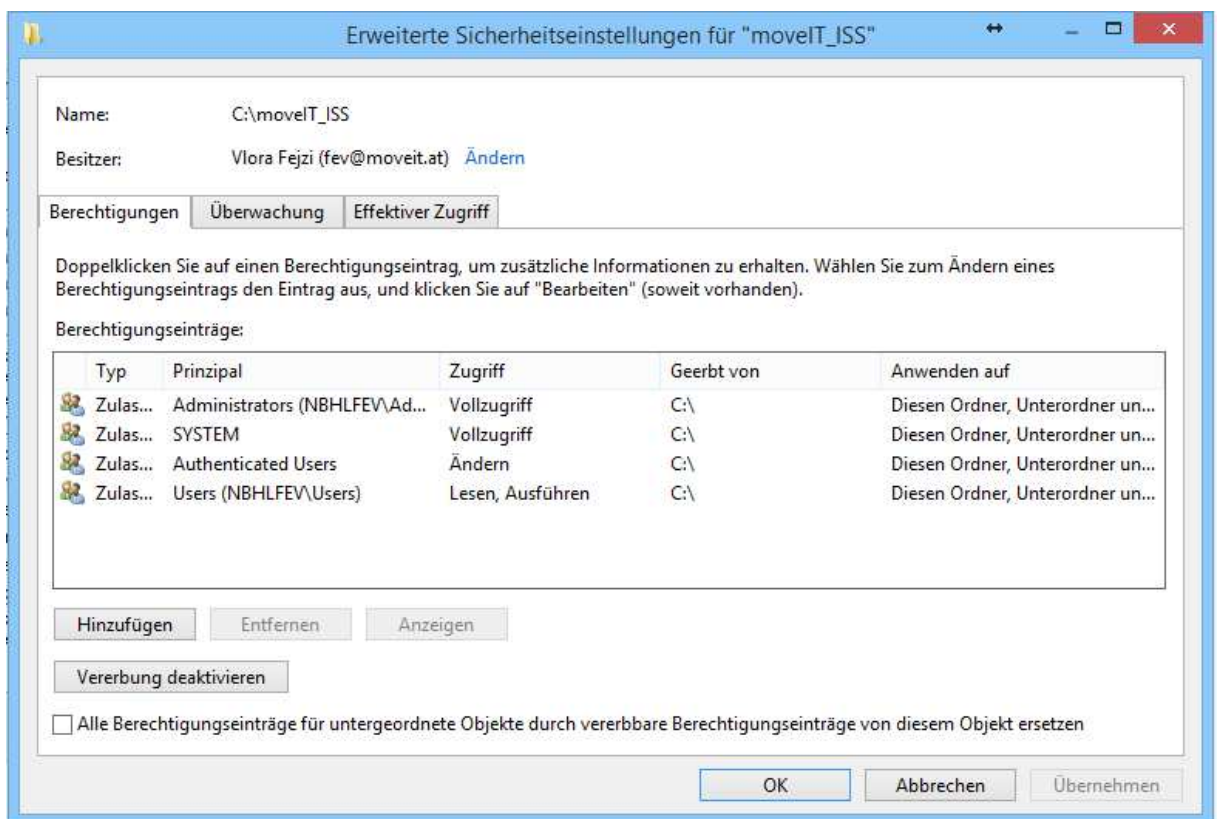 Erweiterte Sicherheitseinstellungen für "moveIT_ISS"
Name: C:\moveIT_ISS
Besitzer: Vlora Fejzi (fev@moveit.at) Ändern
Berechtigungen Überwachung Effektiver Zugriff
Doppelklicken Sie auf einen Berechtigungseintrag, um zusätzliche Informationen zu erhalten. Wählen Sie zum Ändern eines
Berechtigungseintrags den Eintrag aus, und klicken Sie auf "Bearbeiten" (soweit vorhanden).
Berechtigungseinträge:
Typ Prinzipal Zugriff Geerbt von Anwenden auf
Zulas... Administrators (NBHLFEV\Ad... Vollzugriff C:\ Diesen Ordner, Unterordner un...
Zulas... SYSTEM Vollzugriff C:\ Diesen Ordner, Unterordner un...
Zulas... Authenticated Users Ändern C:\ Diesen Ordner, Unterordner un...
Zulas... Users (NBHLFEV\Users) Lesen, Ausführen C:\ Diesen Ordner, Unterordner un...
Hinzufügen Entfernen Anzeigen
Vererbung deaktivieren
Alle Berechtigungseinträge für untergeordnete Objekte durch vererbbare Berechtigungseinträge von diesem Objekt ersetzen
OK Abbrechen Übernehmen